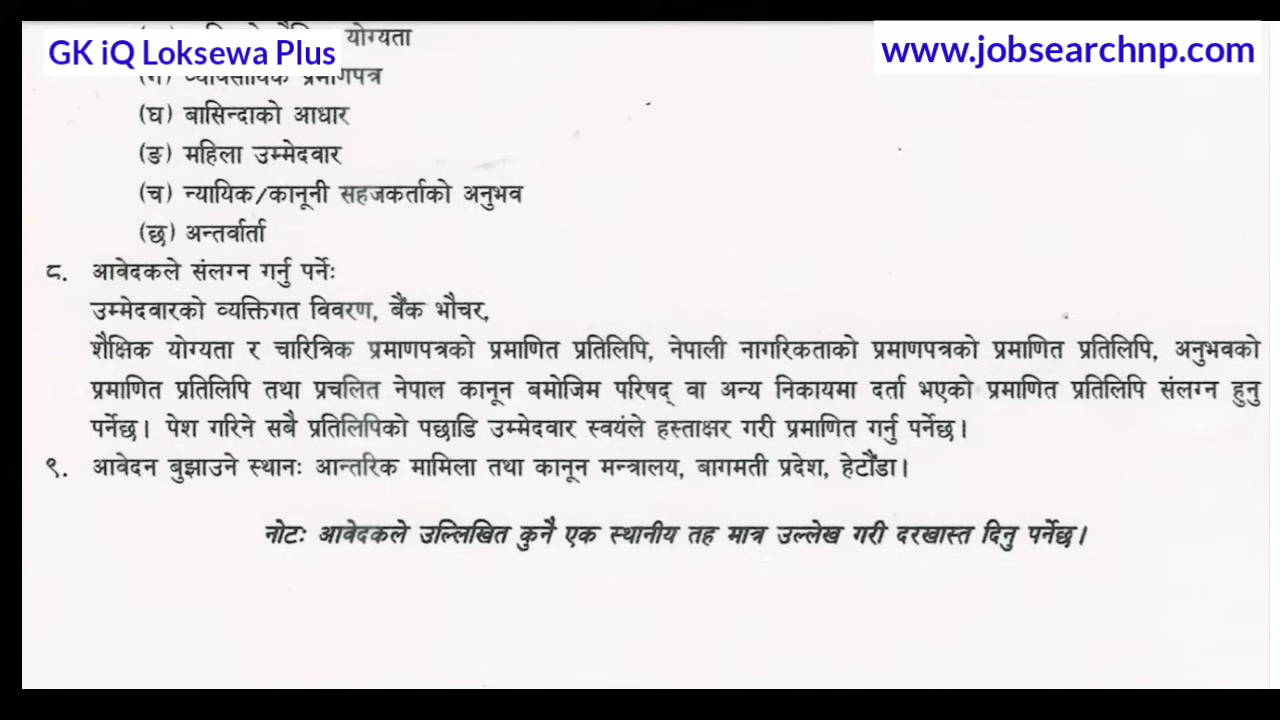 योग्यता
GK iQ Loksewa Plus
www.jobsearchnp.com
(ग) व्यावसायिक प्रमाणपत्र
(घ) बासिन्दाको आधार
(ङ) महिला उम्मेदवार
(च) न्यायिक/कानूनी सहजकर्ताको अनुभव
(छ) अन्तर्वार्ता
८. आवेदकले संलग्न गर्नु पर्नेः
उम्मेदवारको व्यक्तिगत विवरण, बैंक भौचर,
शैक्षिक योग्यता र चारित्रिक प्रमाणपत्रको प्रमाणित प्रतिलिपि, नेपाली नागरिकताको प्रमाणपत्रको प्रमाणित प्रतिलिपि, अनुभवको
प्रमाणित प्रतिलिपि तथा प्रचलित नेपाल कानून बमोजिम परिषद् वा अन्य निकायमा दर्ता भएको प्रमाणित प्रतिलिपि संलग्न हुनु
पर्नेछ। पेश गरिने सबै प्रतिलिपिको पछाडि उम्मेदवार स्वयंले हस्ताक्षर गरी प्रमाणित गर्नु पर्नेछ।
९. आवेदन बुझाउने स्थानः आन्तरिक मामिला तथा कानून मन्त्रालय, बागमती प्रदेश, हेटौंडा।
नोटः आवेदकले उल्लिखित कुनै एक स्थानीय तह मात्र उल्लेख गरी दरखास्त दिनु पर्नेछ।